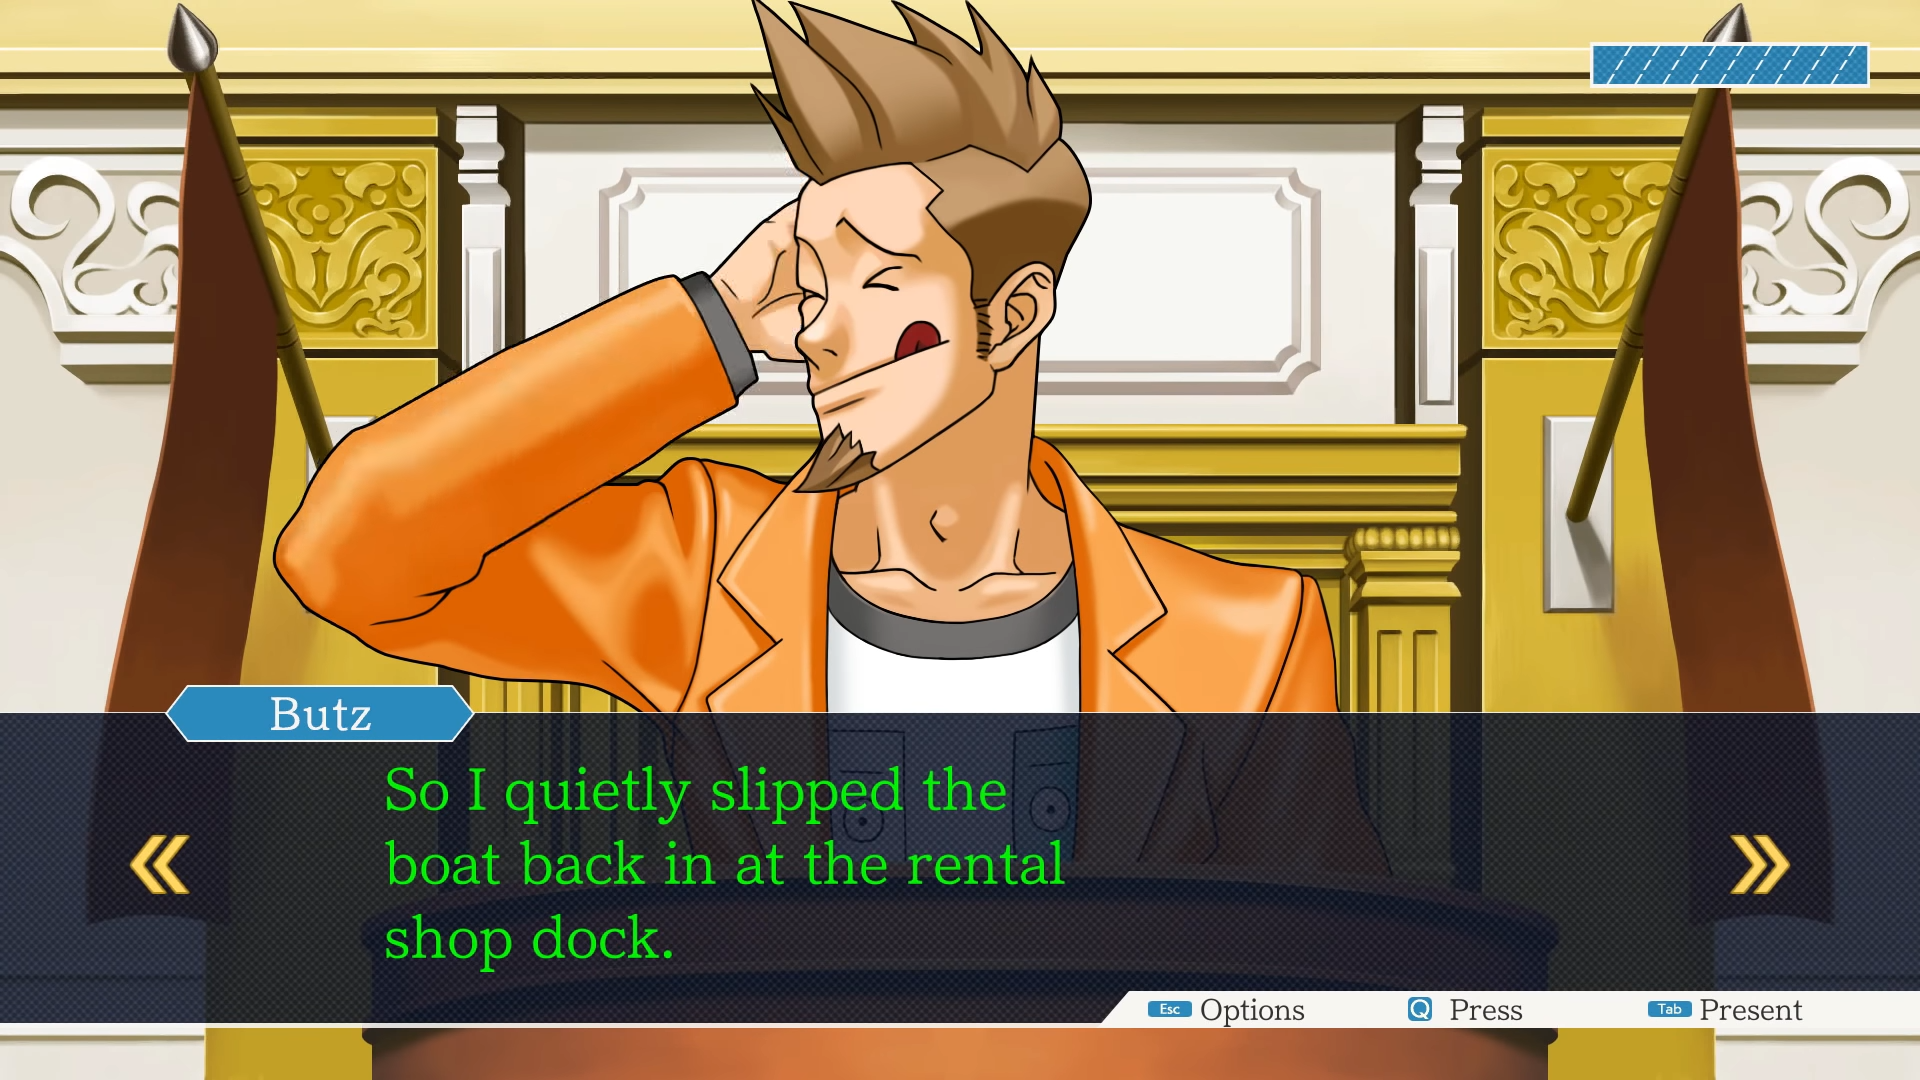 Butz
So I quietly slipped the
boat back in at the rental
shop dock.
Esc Options Q Press Tab Present